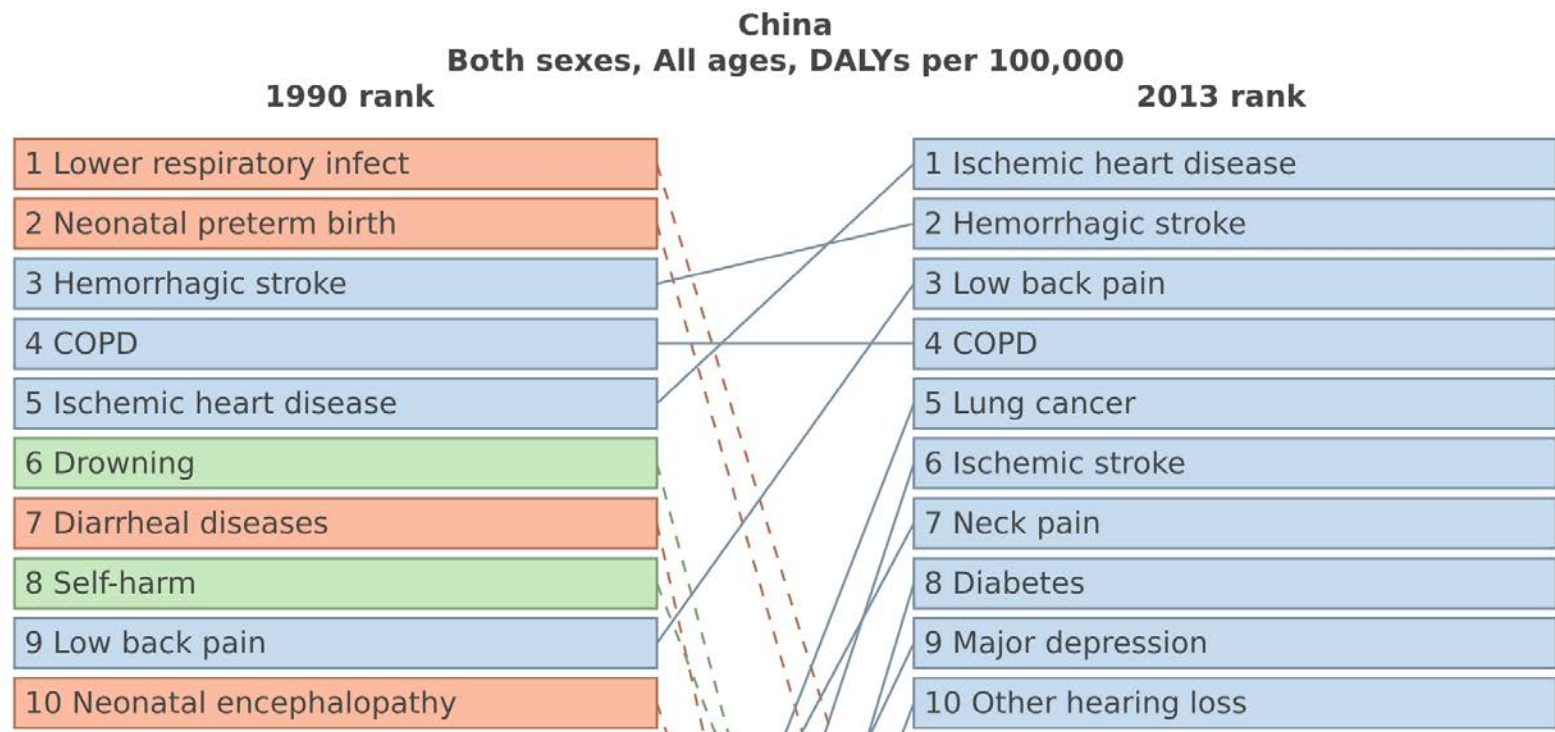 China
Both sexes, All ages, DALYs per 100,000
1990 rank
2013 rank
1 Lower respiratory infect
2 Neonatal preterm birth
3 Hemorrhagic stroke
4 COPD
5 Ischemic heart disease
6 Drowning
7 Diarrheal diseases
8 Self-harm
9 Low back pain
10 Neonatal encephalopathy
1 Ischemic heart disease
2 Hemorrhagic stroke
3 Low back pain
4 COPD
5 Lung cancer
6 Ischemic stroke
7 Neck pain
8 Diabetes
9 Major depression
10 Other hearing loss